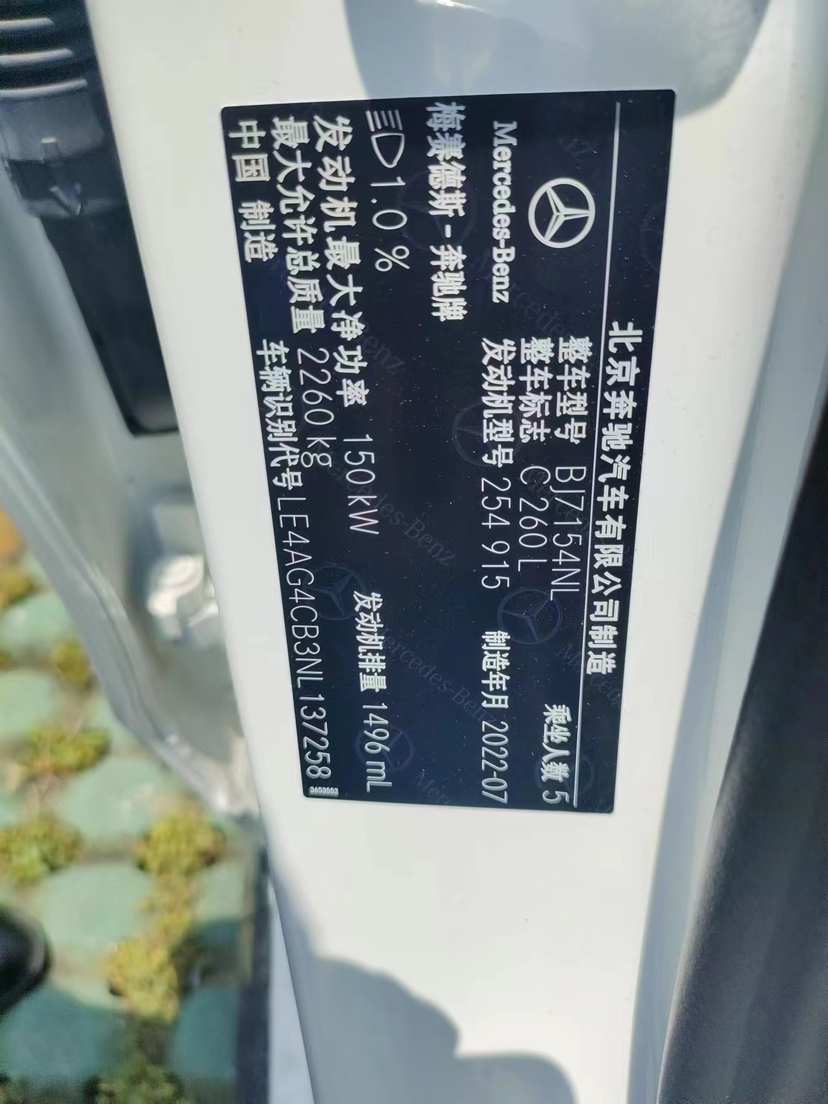 北京奔驰汽车有限公司制造
Mercedes-Benz
梅赛德斯-奔驰牌
整车型号 BJ7154NL 乘坐人数 5
整车标志 C 260 L
发动机型号 254 915 制造年月 2022-07
1.0 %
发动机最大净功率 150kW 发动机排量 1496 mL
最大允许总质量 2260 kg
中国 制造 车辆识别代号 LE4AG4CB3NL137258